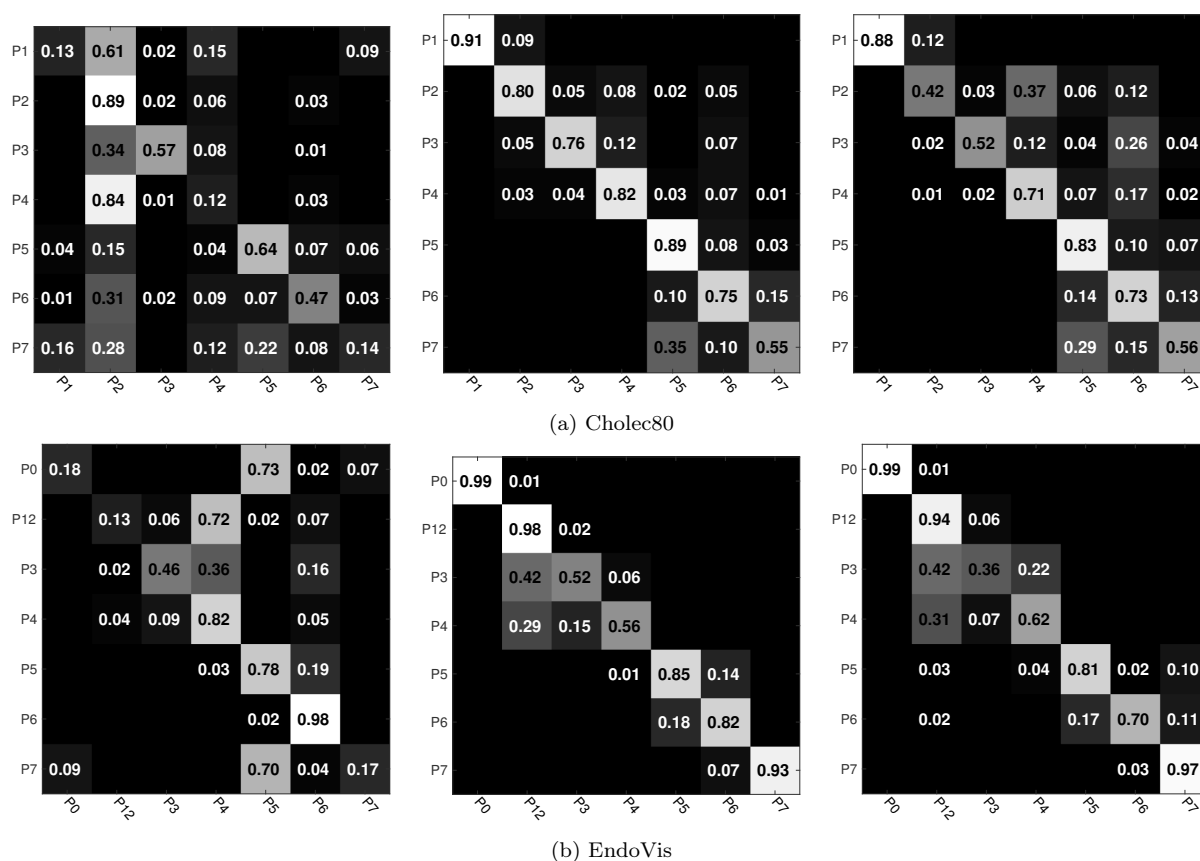 P1 0.13 0.61 0.02 0.15 0.09
P2 0.89 0.02 0.06 0.03
P3 0.34 0.57 0.08 0.01
P4 0.84 0.01 0.12 0.03
P5 0.04 0.15 0.04 0.64 0.07 0.06
P6 0.01 0.31 0.02 0.09 0.07 0.47 0.03
P7 0.16 0.28 0.12 0.22 0.08 0.14
P1 P2 P3 P4 P5 P6 P7
P1 0.91 0.09
P2 0.80 0.05 0.08 0.02 0.05
P3 0.05 0.76 0.12 0.07
P4 0.03 0.04 0.82 0.03 0.07 0.01
P5 0.89 0.08 0.03
P6 0.10 0.75 0.15
P7 0.35 0.10 0.55
P1 P2 P3 P4 P5 P6 P7
P1 0.88 0.12
P2 0.42 0.03 0.37 0.06 0.12
P3 0.02 0.52 0.12 0.04 0.26 0.04
P4 0.01 0.02 0.71 0.07 0.17 0.02
P5 0.83 0.10 0.07
P6 0.14 0.73 0.13
P7 0.29 0.15 0.56
P1 P2 P3 P4 P5 P6 P7
(a) Cholec80
P0 0.18 0.73 0.02 0.07
P12 0.13 0.06 0.72 0.02 0.07
P3 0.02 0.46 0.36 0.16
P4 0.04 0.09 0.82 0.05
P5 0.03 0.78 0.19
P6 0.02 0.98
P7 0.09 0.70 0.04 0.17
P0 P12 P3 P4 P5 P6 P7
P0 0.99 0.01
P12 0.98 0.02
P3 0.42 0.52 0.06
P4 0.29 0.15 0.56
P5 0.01 0.85 0.14
P6 0.18 0.82
P7 0.07 0.93
P0 P12 P3 P4 P5 P6 P7
P0 0.99 0.01
P12 0.94 0.06
P3 0.42 0.36 0.22
P4 0.31 0.07 0.62
P5 0.03 0.04 0.81 0.02 0.10
P6 0.02 0.17 0.70 0.11
P7 0.03 0.97
P0 P12 P3 P4 P5 P6 P7
(b) EndoVis